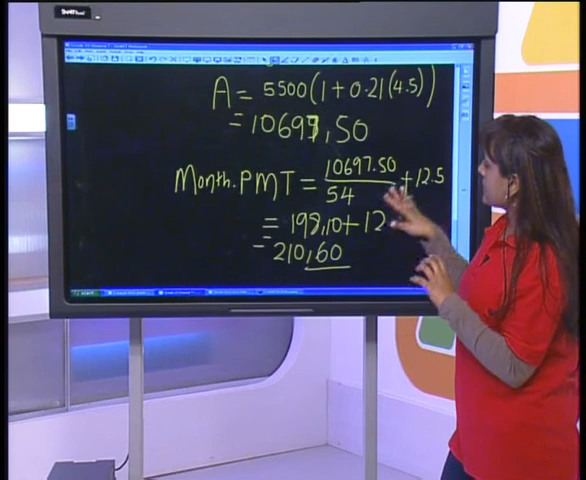 A = 5500(1 + 0.21(4.5))
= 10697,50
Month. PMT = 10697.50 / 54 + 12.5
= 198,10 + 12
= 210,60